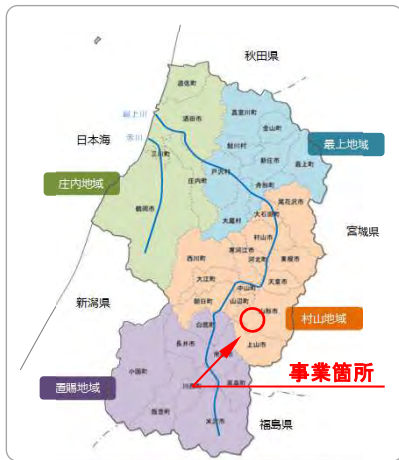 秋田県
遊佐町
最上川
酒田市
真室川町
金山町
日本海
赤川
鮭川村
最上地域
三川町
新庄市
戸沢村
最上町
庄内地域
庄内町
舟形町
鶴岡市
尾花沢市
大石田町
大蔵村
村山市
宮城県
西川町
寒河江市
河北町
東根市
大江町
天童市
中山町
新潟県
朝日町
山辺町
山形市
村山地域
白鷹町
上山市
長井市
南陽市
事業箇所
小国町
置賜地域
川西町
高畠町
飯豊町
米沢市
福島県